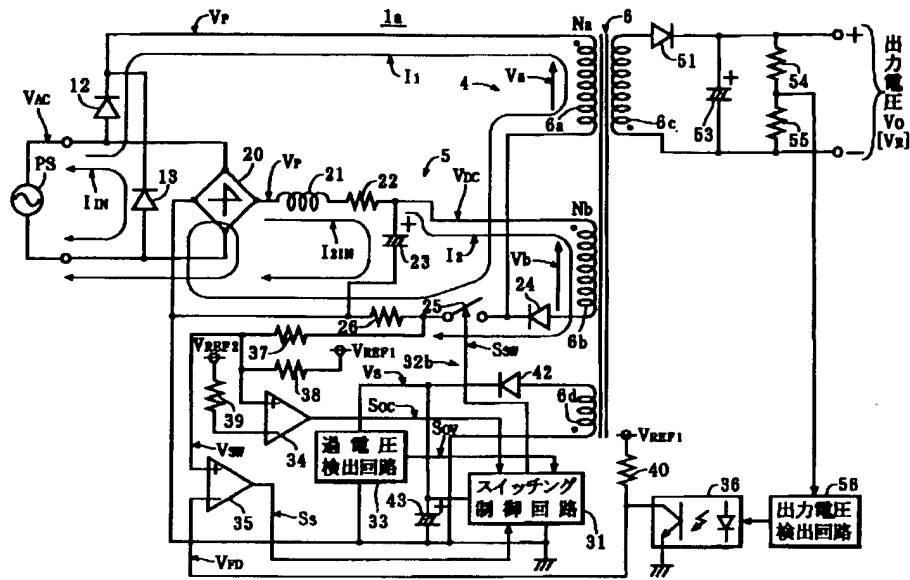 VP
1a
Na
6
I1
4
Va
6a
6c
51
53
54
55
+
−
出力電圧
VO
[VR]
12
VAC
PS
IIN
13
20
VP
21
22
5
VDC
I2IN
23
I2
Nb
Vb
24
6b
25
26
SSW
32b
37
VREF2
VREF1
38
39
VS
42
6d
SOC
SOV
34
VSW
35
SS
VFD
過電圧
検出回路
33
43
スイッチング
制御回路
31
VREF1
40
36
56
出力電圧
検出回路